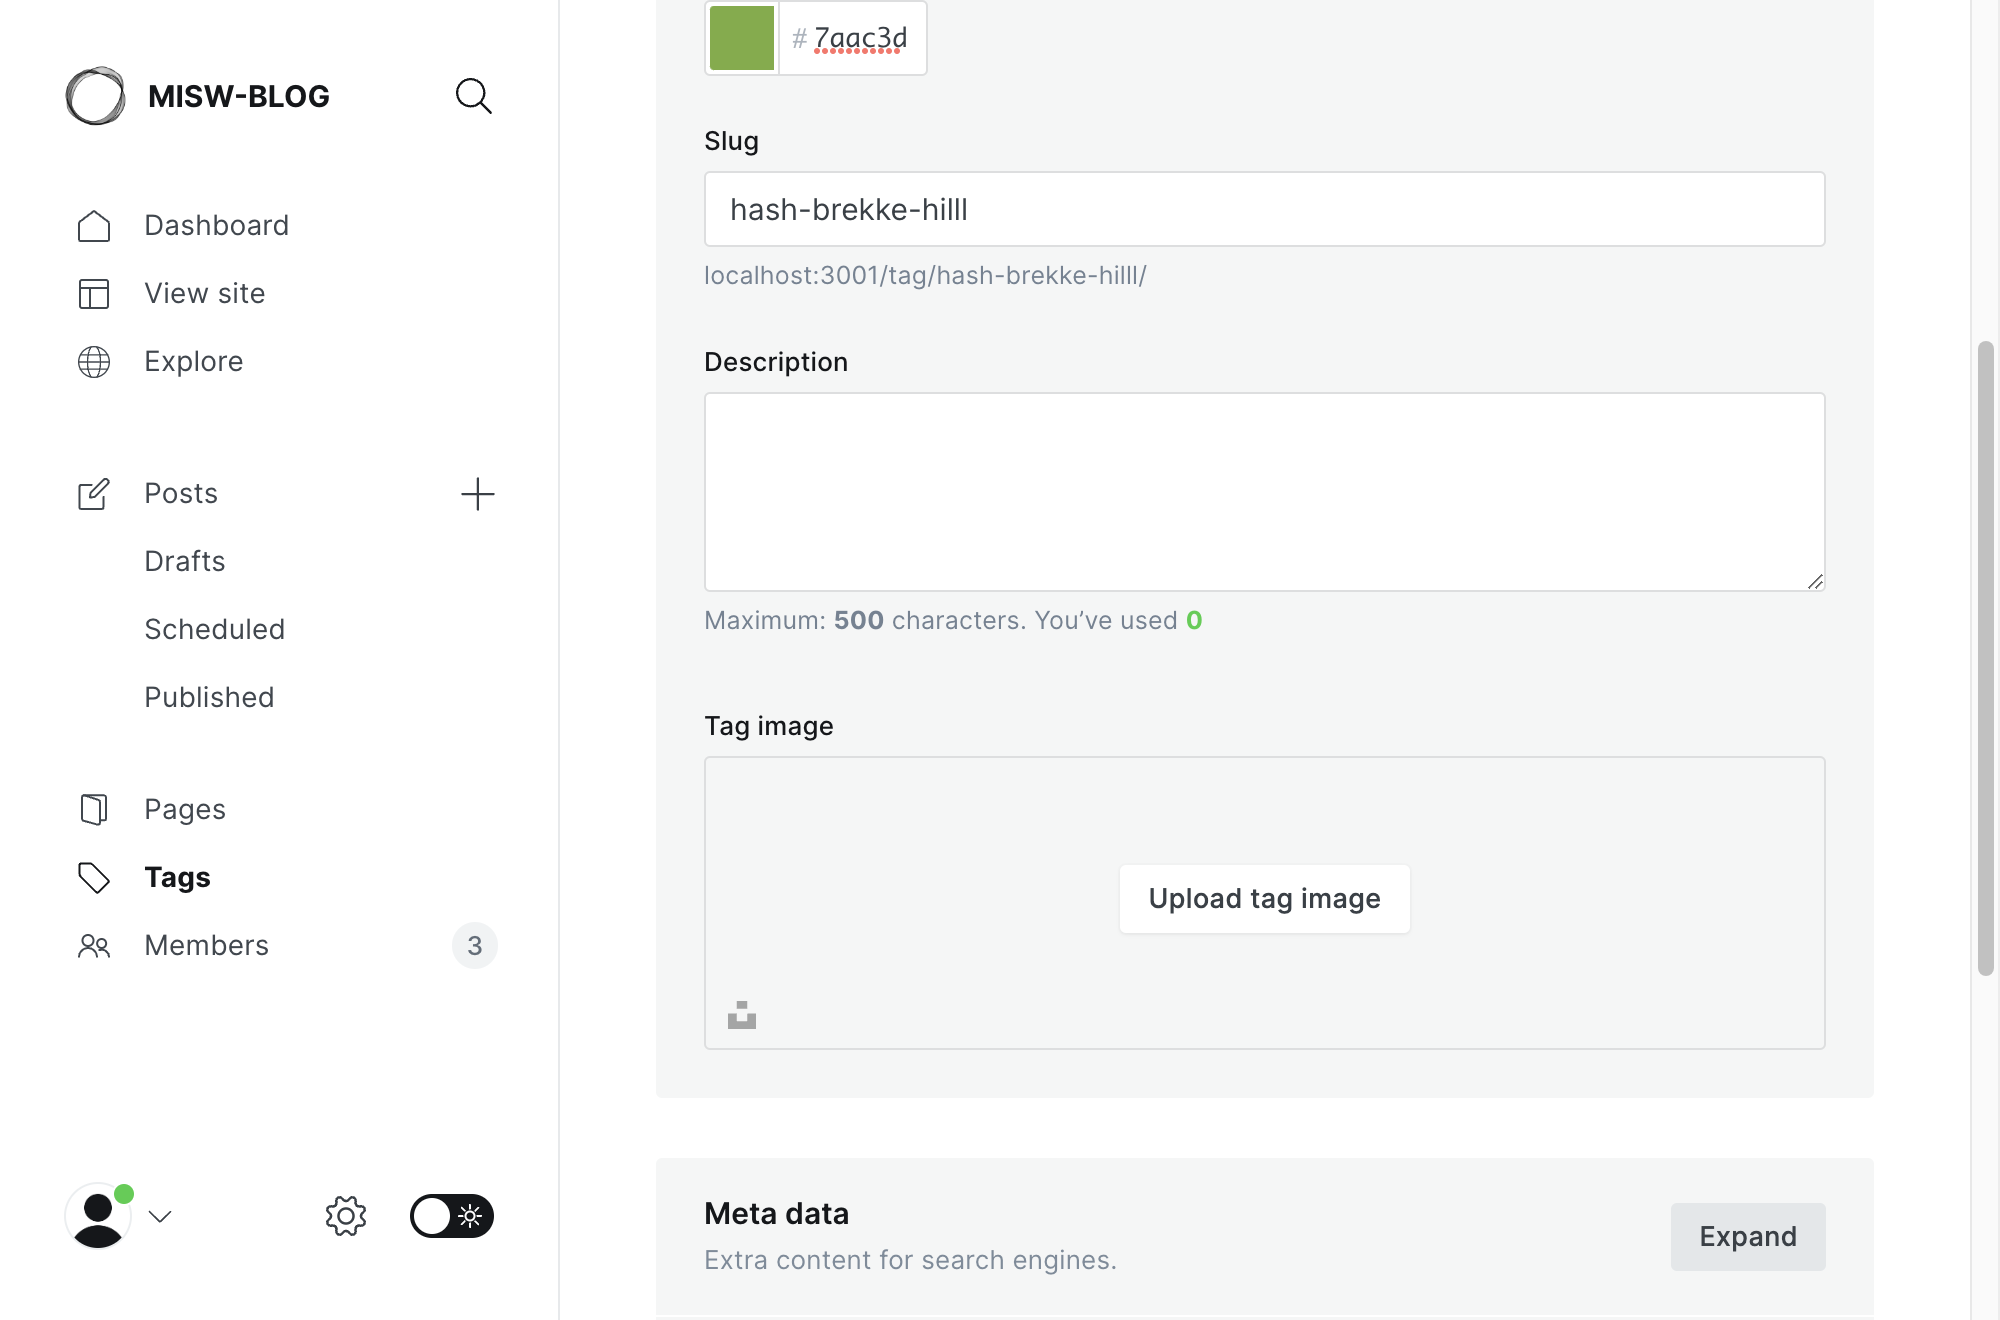 MISW-BLOG
Dashboard
View site
Explore
Posts
Drafts
Scheduled
Published
Pages
Tags
Members
3
# 7aac3d
Slug
hash-brekke-hilll
localhost:3001/tag/hash-brekke-hilll/
Description
Maximum: 500 characters. You’ve used 0
Tag image
Upload tag image
Meta data
Extra content for search engines.
Expand